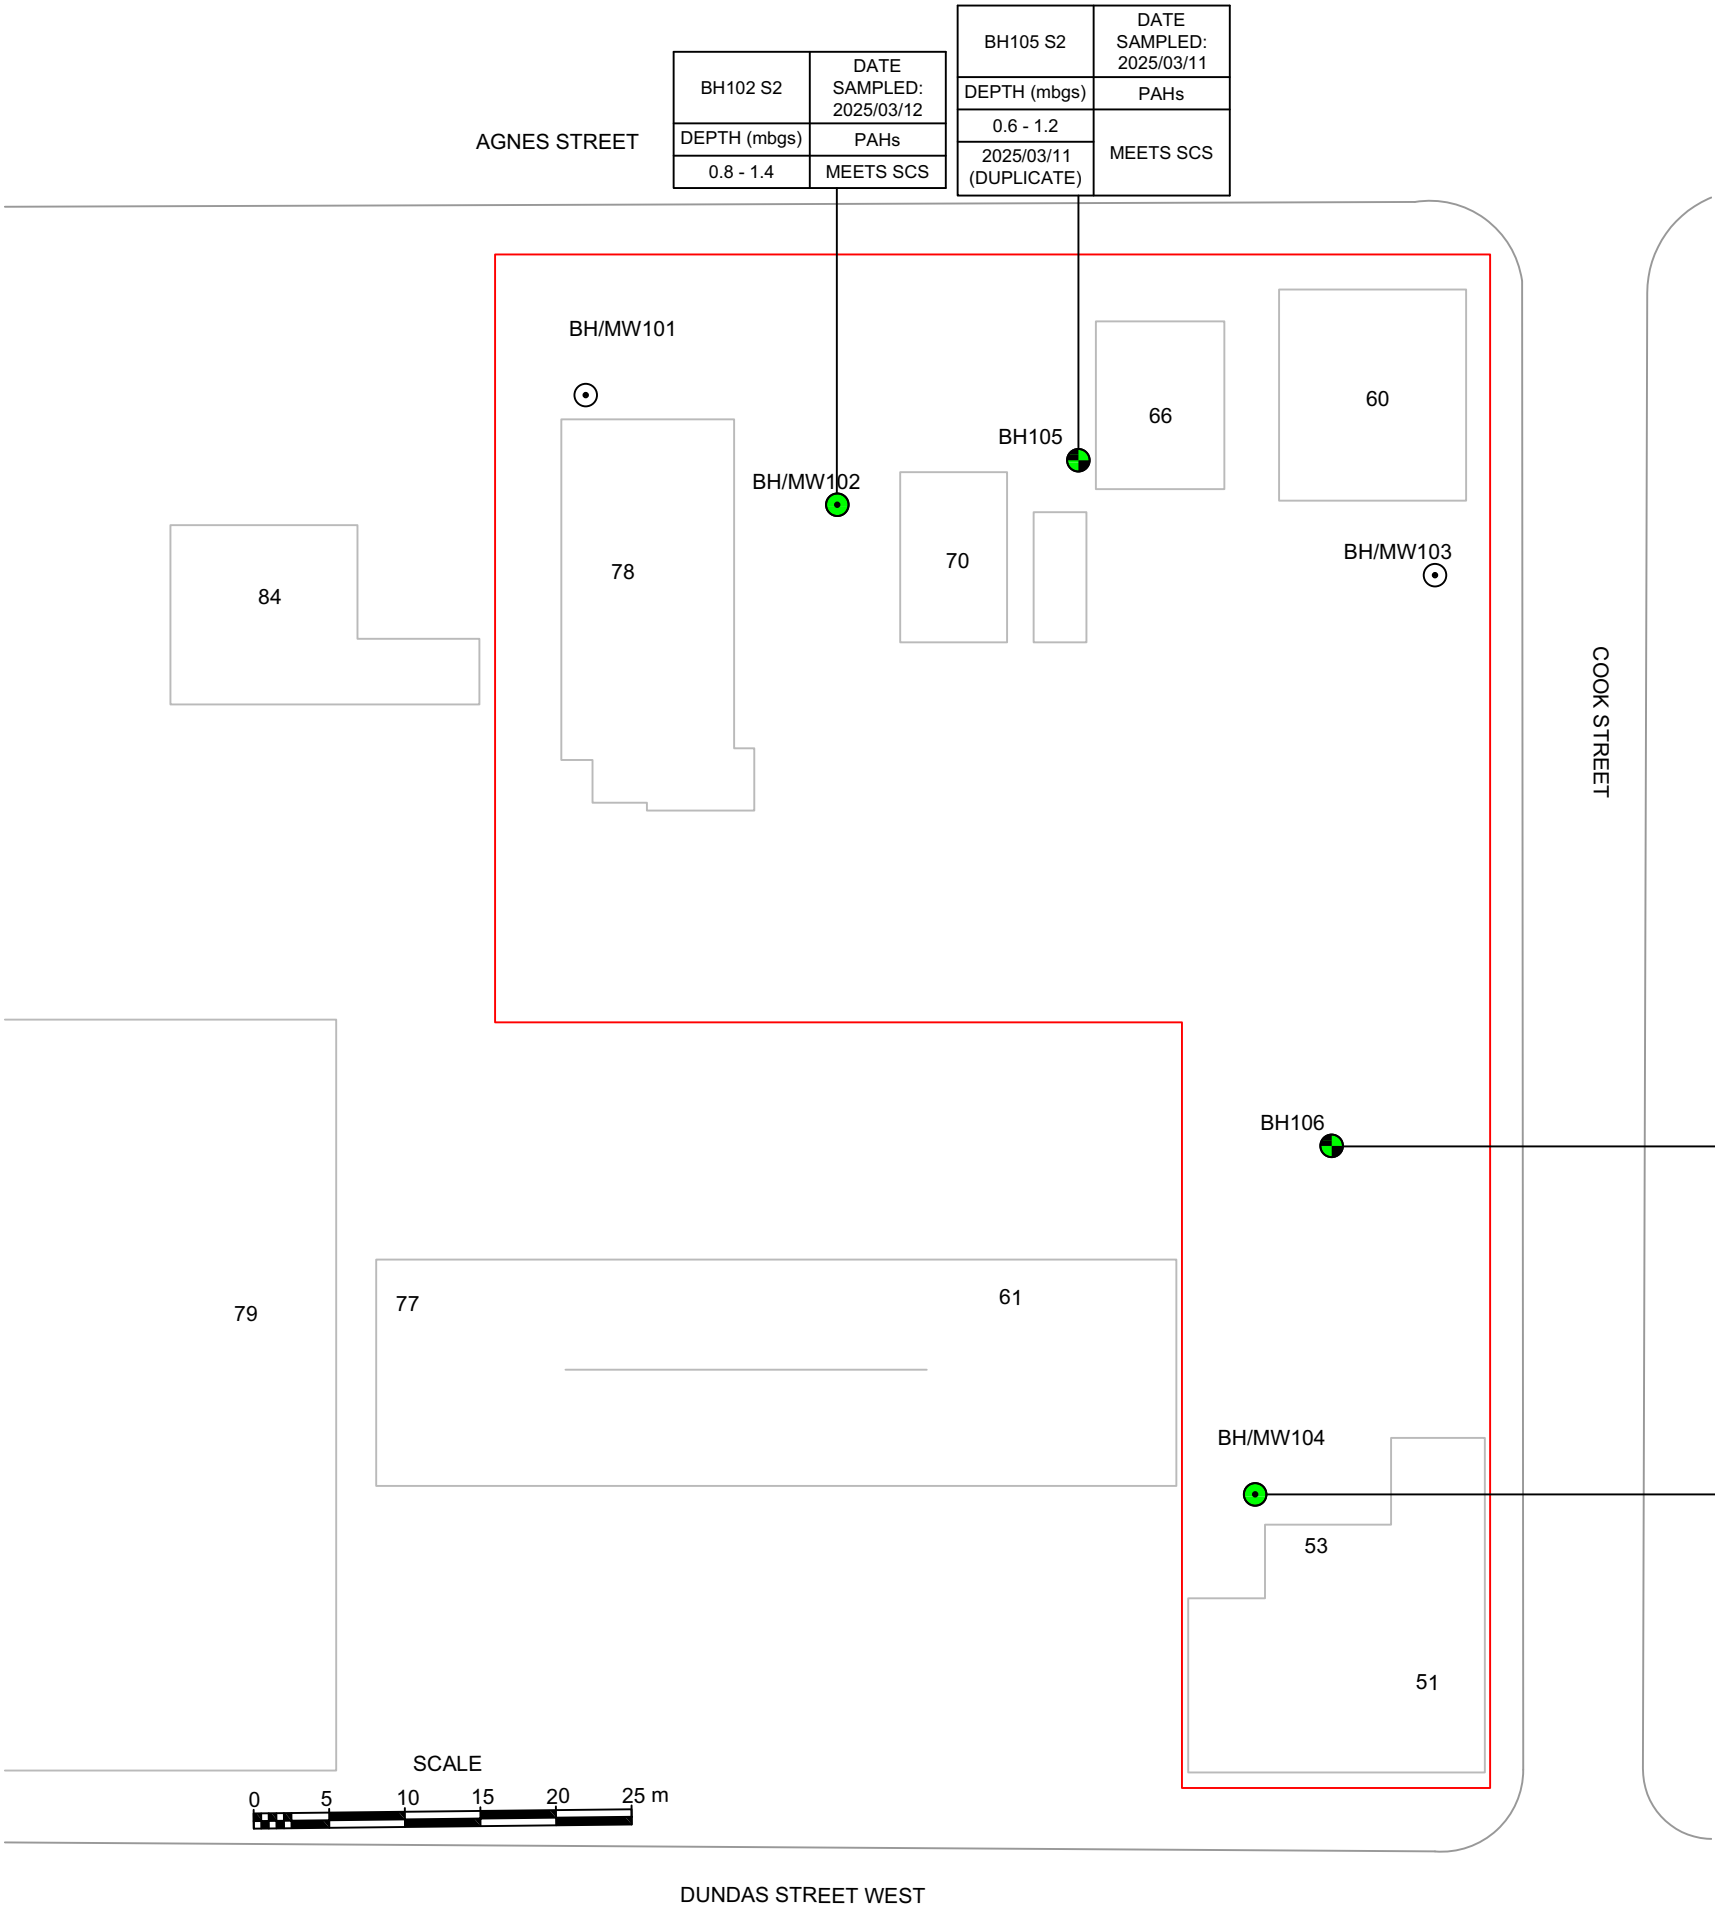 BH105 S2
DATE
SAMPLED:
2025/03/11
DEPTH (mbgs)
PAHs
0.6 - 1.2
2025/03/11
(DUPLICATE)
MEETS SCS
BH102 S2
DATE
SAMPLED:
2025/03/12
DEPTH (mbgs)
PAHs
0.8 - 1.4
MEETS SCS
AGNES STREET
BH/MW101
60
66
BH105
BH/MW102
BH/MW103
70
78
84
COOK STREET
BH106
77
61
79
BH/MW104
53
51
SCALE
0 5 10 15 20 25 m
DUNDAS STREET WEST